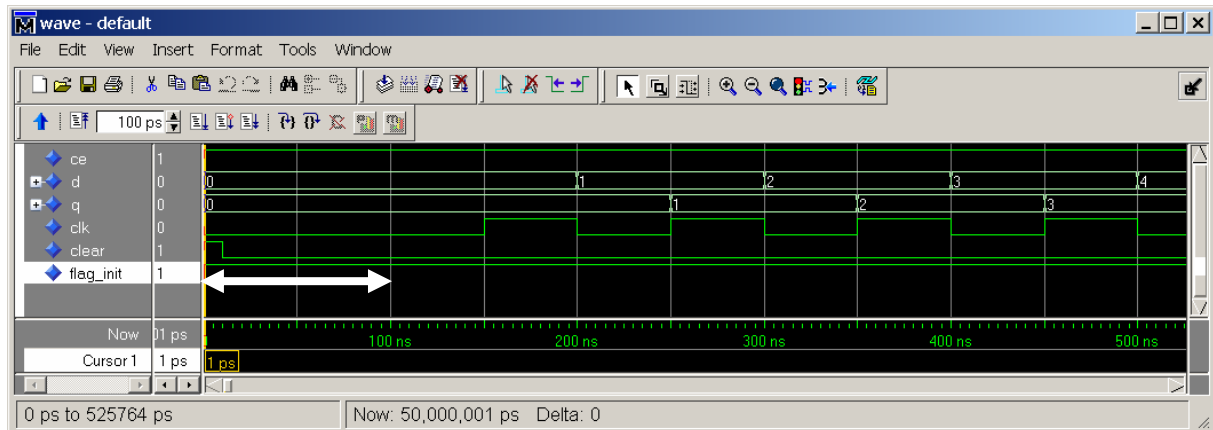 wave - default
File Edit View Insert Format Tools Window
100 ps
ce 1
d 0 0 1 2 3 4
q 0 0 1 2 3
clk 0
clear 1
flag_init 1
Now 01 ps 100 ns 200 ns 300 ns 400 ns 500 ns
Cursor 1 1 ps 1 ps
0 ps to 525764 ps Now: 50,000,001 ps Delta: 0